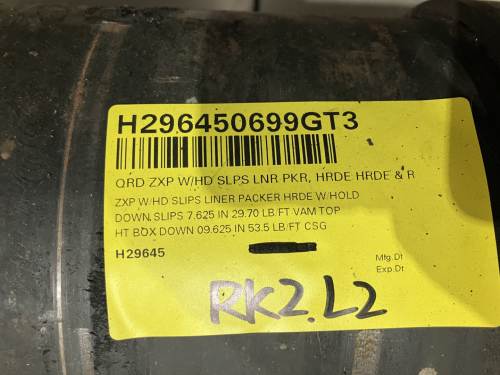 H296450699GT3
QRD ZXP W/HD SLPS LNR PKR, HRDE HRDE & R
ZXP W/HD SLIPS LINER PACKER HRDE W/HOLD
DOWN SLIPS 7.625 IN 29.70 LB/FT VAM TOP
HT BOX DOWN 09.625 IN 53.5 LB/FT CSG
H29645
Mfg.Dt
Exp.Dt
RK2.L2